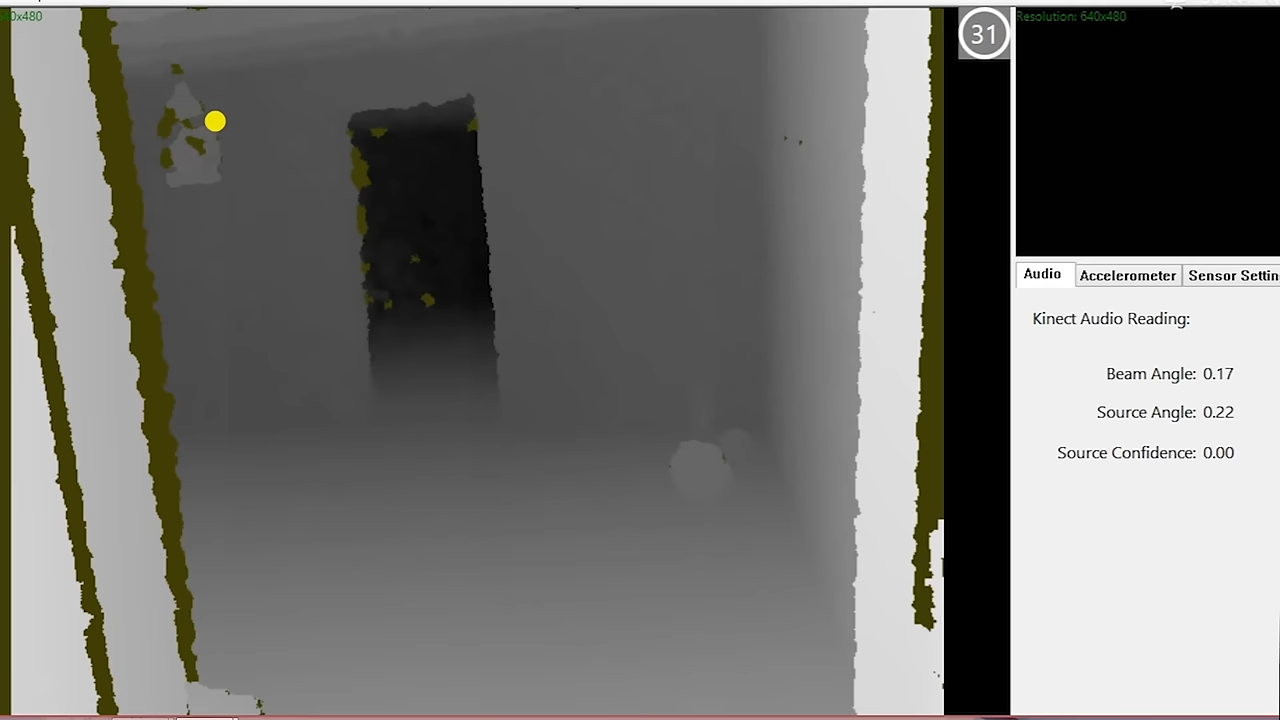 640x480
31
Resolution: 640x480
Audio
Accelerometer
Sensor Settin
Kinect Audio Reading:
Beam Angle: 0.17
Source Angle: 0.22
Source Confidence: 0.00